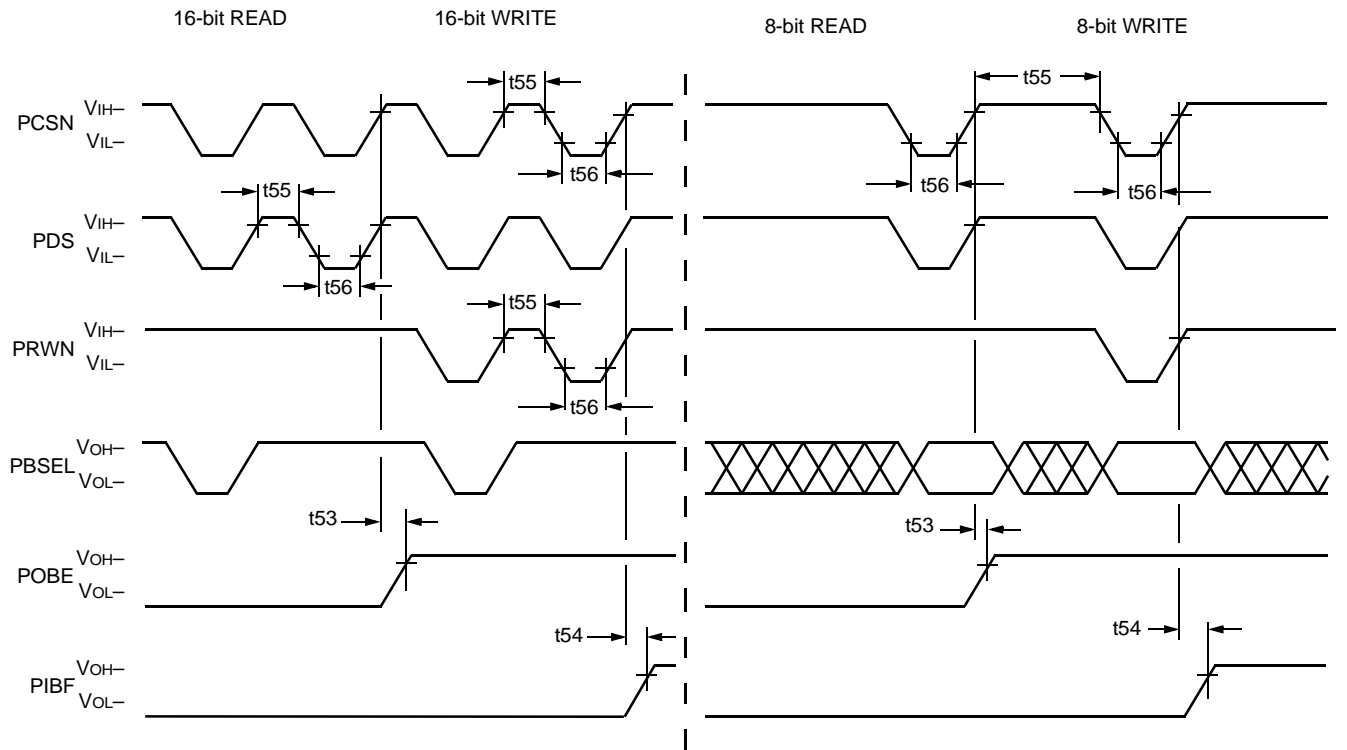 16-bit READ 16-bit WRITE 8-bit READ 8-bit WRITE
t55 t55
PCSN VIH–
VIL–
t56 t56 t56
t55
PDS VIH–
VIL–
t56
t55
PRWN VIH–
VIL–
t56
PBSEL VOH–
VOL–
t53 t53
POBE VOH–
VOL–
t54 t54
PIBF VOH–
VOL–